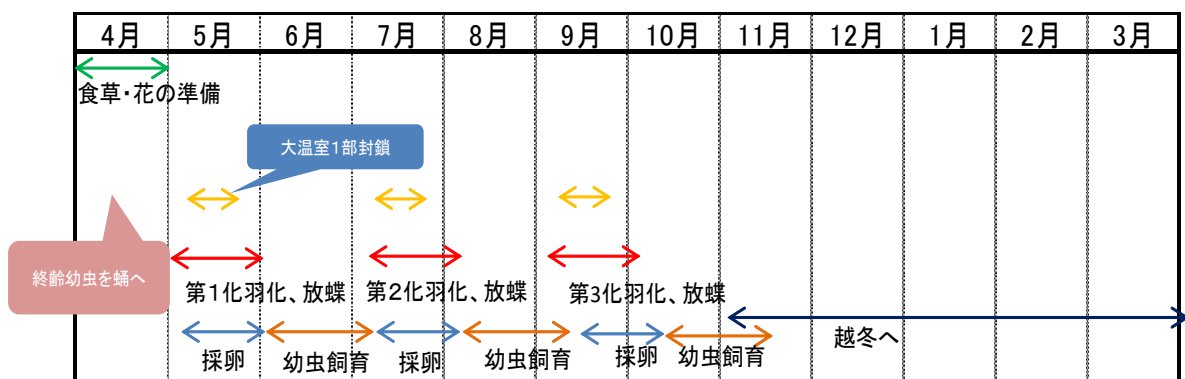 4月 5月 6月 7月 8月 9月 10月 11月 12月 1月 2月 3月
食草・花の準備
大温室1部封鎖
終齢幼虫を蛹へ
第1化羽化、放蝶 第2化羽化、放蝶 第3化羽化、放蝶
採卵 幼虫飼育 採卵 幼虫飼育 採卵 幼虫飼育 越冬へ